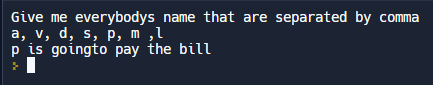 Give me everybodys name that are separated by comma
a, v, d, s, p, m ,l
p is goingto pay the bill
>